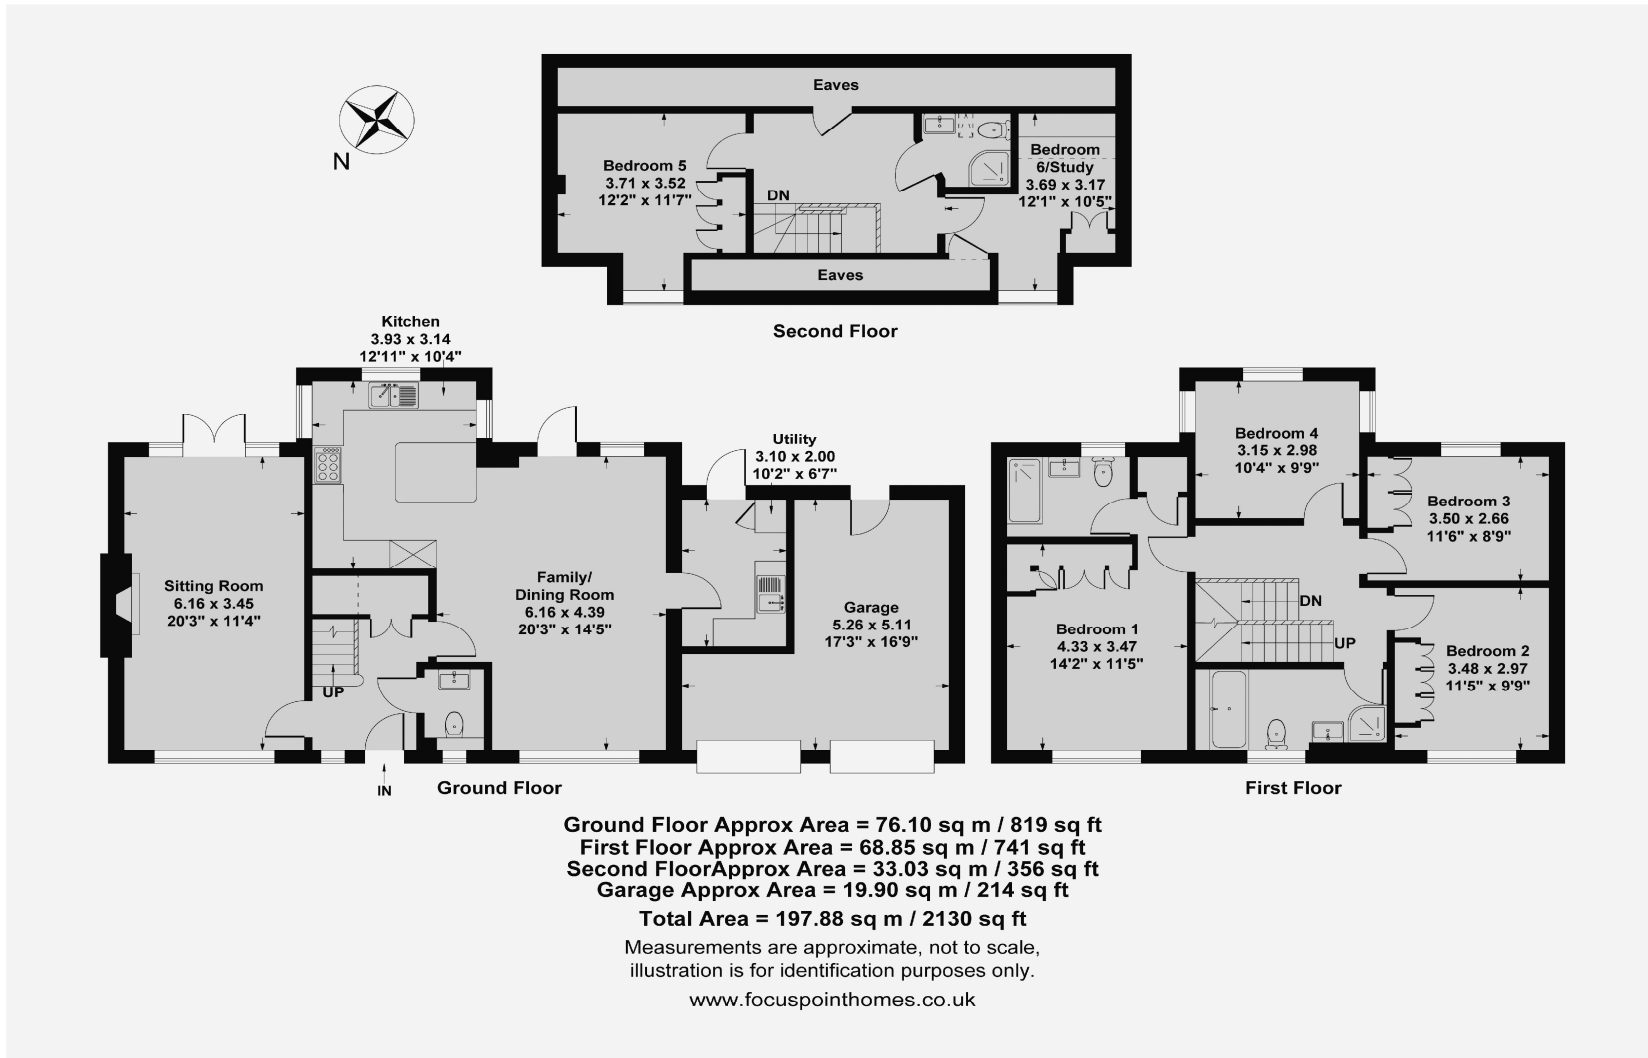 Eaves
N
Bedroom 5
3.71 x 3.52
12'2" x 11'7"
DN
Bedroom
6/Study
3.69 x 3.17
12'1" x 10'5"
Eaves
Second Floor
Kitchen
3.93 x 3.14
12'11" x 10'4"
Utility
3.10 x 2.00
10'2" x 6'7"
Sitting Room
6.16 x 3.45
20'3" x 11'4"
Family/
Dining Room
6.16 x 4.39
20'3" x 14'5"
Garage
5.26 x 5.11
17'3" x 16'9"
UP
IN
Ground Floor
Bedroom 4
3.15 x 2.98
10'4" x 9'9"
Bedroom 3
3.50 x 2.66
11'6" x 8'9"
DN
UP
Bedroom 1
4.33 x 3.47
14'2" x 11'5"
Bedroom 2
3.48 x 2.97
11'5" x 9'9"
First Floor
Ground Floor Approx Area = 76.10 sq m / 819 sq ft
First Floor Approx Area = 68.85 sq m / 741 sq ft
Second FloorApprox Area = 33.03 sq m / 356 sq ft
Garage Approx Area = 19.90 sq m / 214 sq ft
Total Area = 197.88 sq m / 2130 sq ft
Measurements are approximate, not to scale,
illustration is for identification purposes only.
www.focuspointhomes.co.uk